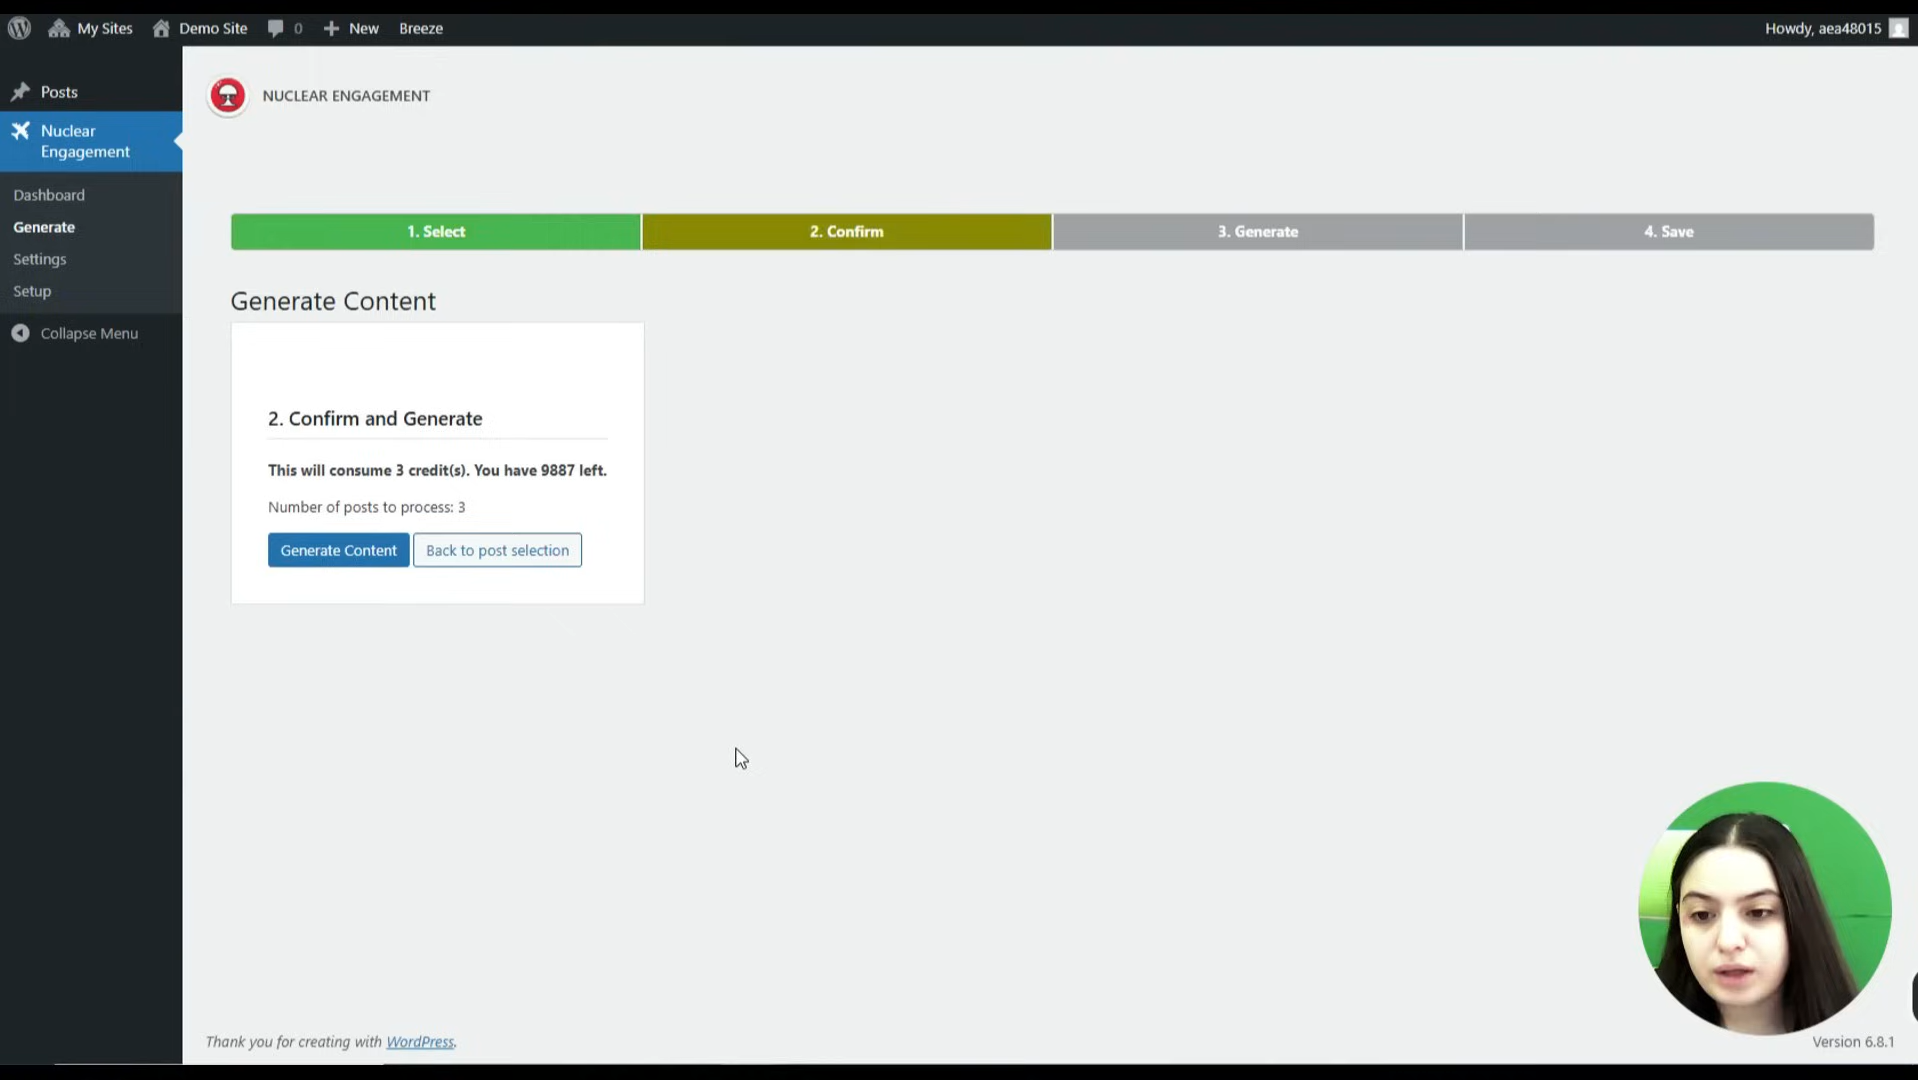 My Sites
Demo Site
0
New
Breeze
Howdy, aea48015
Posts
Nuclear
Engagement
Dashboard
Generate
Settings
Setup
Collapse Menu
NUCLEAR ENGAGEMENT
1. Select
2. Confirm
3. Generate
4. Save
Generate Content
2. Confirm and Generate
This will consume 3 credit(s). You have 9887 left.
Number of posts to process: 3
Generate Content
Back to post selection
Thank you for creating with WordPress.
Version 6.8.1